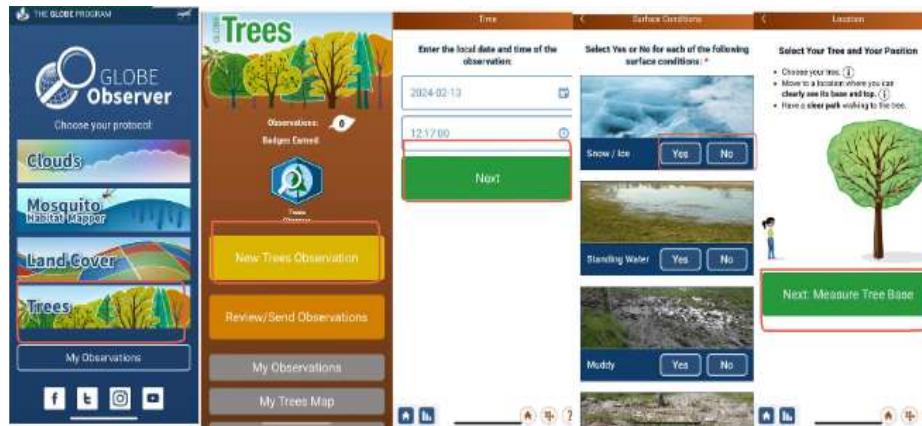 THE GLOBE PROGRAM
GLOBE
Observer
Choose your protocol:
Clouds
Mosquito
Habitat Mapper
Land Cover
Trees
My Observations
GLOBE
Trees
Observations:
0
Badges Earned
Trees
New Trees Observation
Review/Send Observations
My Observations
My Trees Map
Time
Enter the local date and time of the
observation:
2024-02-13
12:17:00
Next
Surface Conditions
Select Yes or No for each of the following
surface conditions: *
Snow / Ice
Yes
No
Standing Water
Yes
No
Muddy
Yes
No
Location
Select Your Tree and Your Position
• Choose your tree.
• Move to a location where you can
clearly see its base and top.
• Have a clear path walking to the tree.
Next: Measure Tree Base